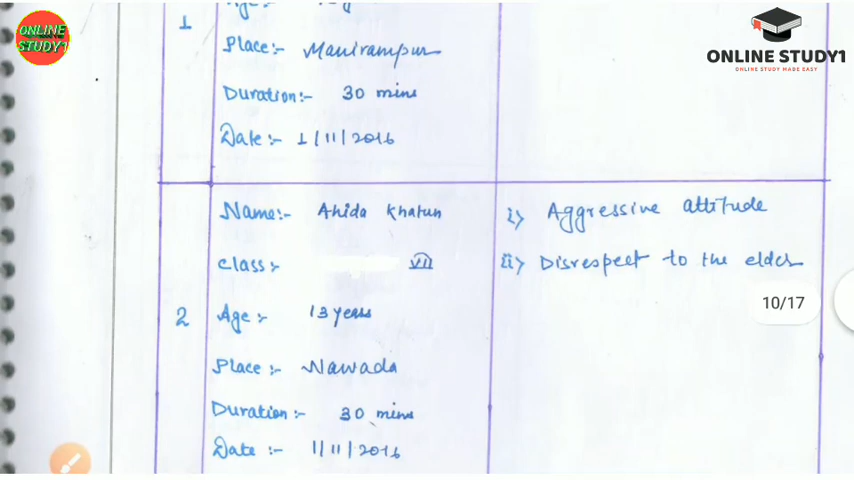 ONLINE
STUDY1
ONLINE STUDY1
ONLINE STUDY MADE EASY
1
Place:- Manirampur
Duration:- 30 mins
Date:- 1/11/2016
Name:- Ahida Khatun
i) Aggressive attitude
Class:- VII
ii) Disrespect to the elder
10/17
2
Age:- 13 years
Place:- Nawada
Duration:- 30 mins
Date:- 1/11/2016